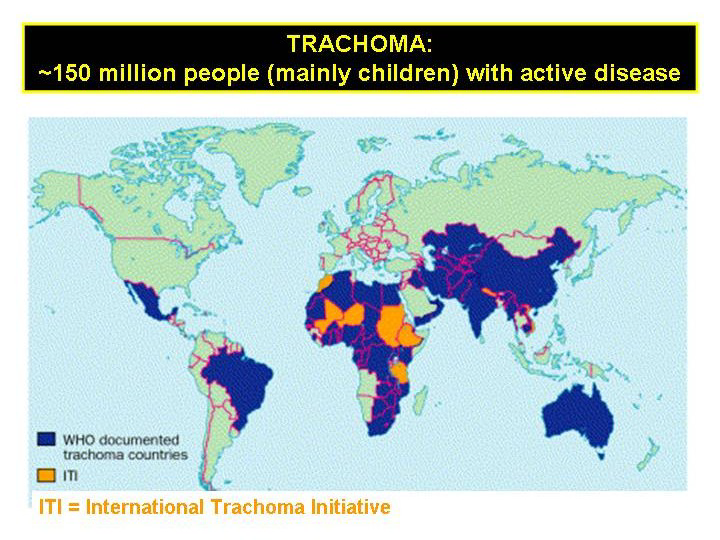 TRACHOMA:
~150 million people (mainly children) with active disease
WHO documented
trachoma countries
ITI
ITI = International Trachoma Initiative